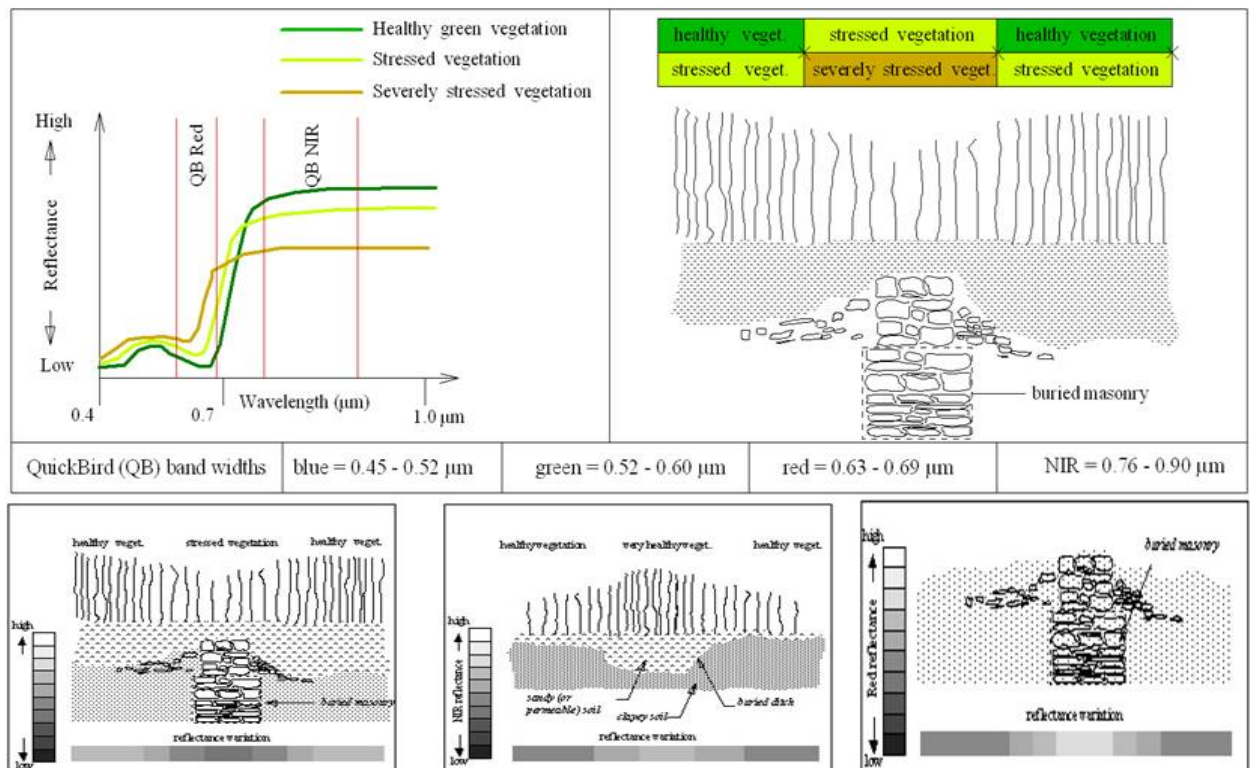 Healthy green vegetation
Stressed vegetation
Severely stressed vegetation
High
Reflectance
Low
QB Red
QB NIR
0.4
0.7
Wavelength (μm)
1.0 μm
healthy veget.
stressed vegetation
healthy vegetation
stressed veget.
severely stressed veget.
stressed vegetation
buried masonry
QuickBird (QB) band widths
blue = 0.45 - 0.52 μm
green = 0.52 - 0.60 μm
red = 0.63 - 0.69 μm
NIR = 0.76 - 0.90 μm
healthy veget.
stressed vegetation
healthy veget.
high
low
buried masonry
reflectance variation
healthy vegetation
very healthy veget.
healthy veget.
high
NIR reflectance
low
sandy (or
permeable) soil
clayey soil
buried ditch
reflectance variation
high
Red reflectance
low
buried masonry
reflectance variation